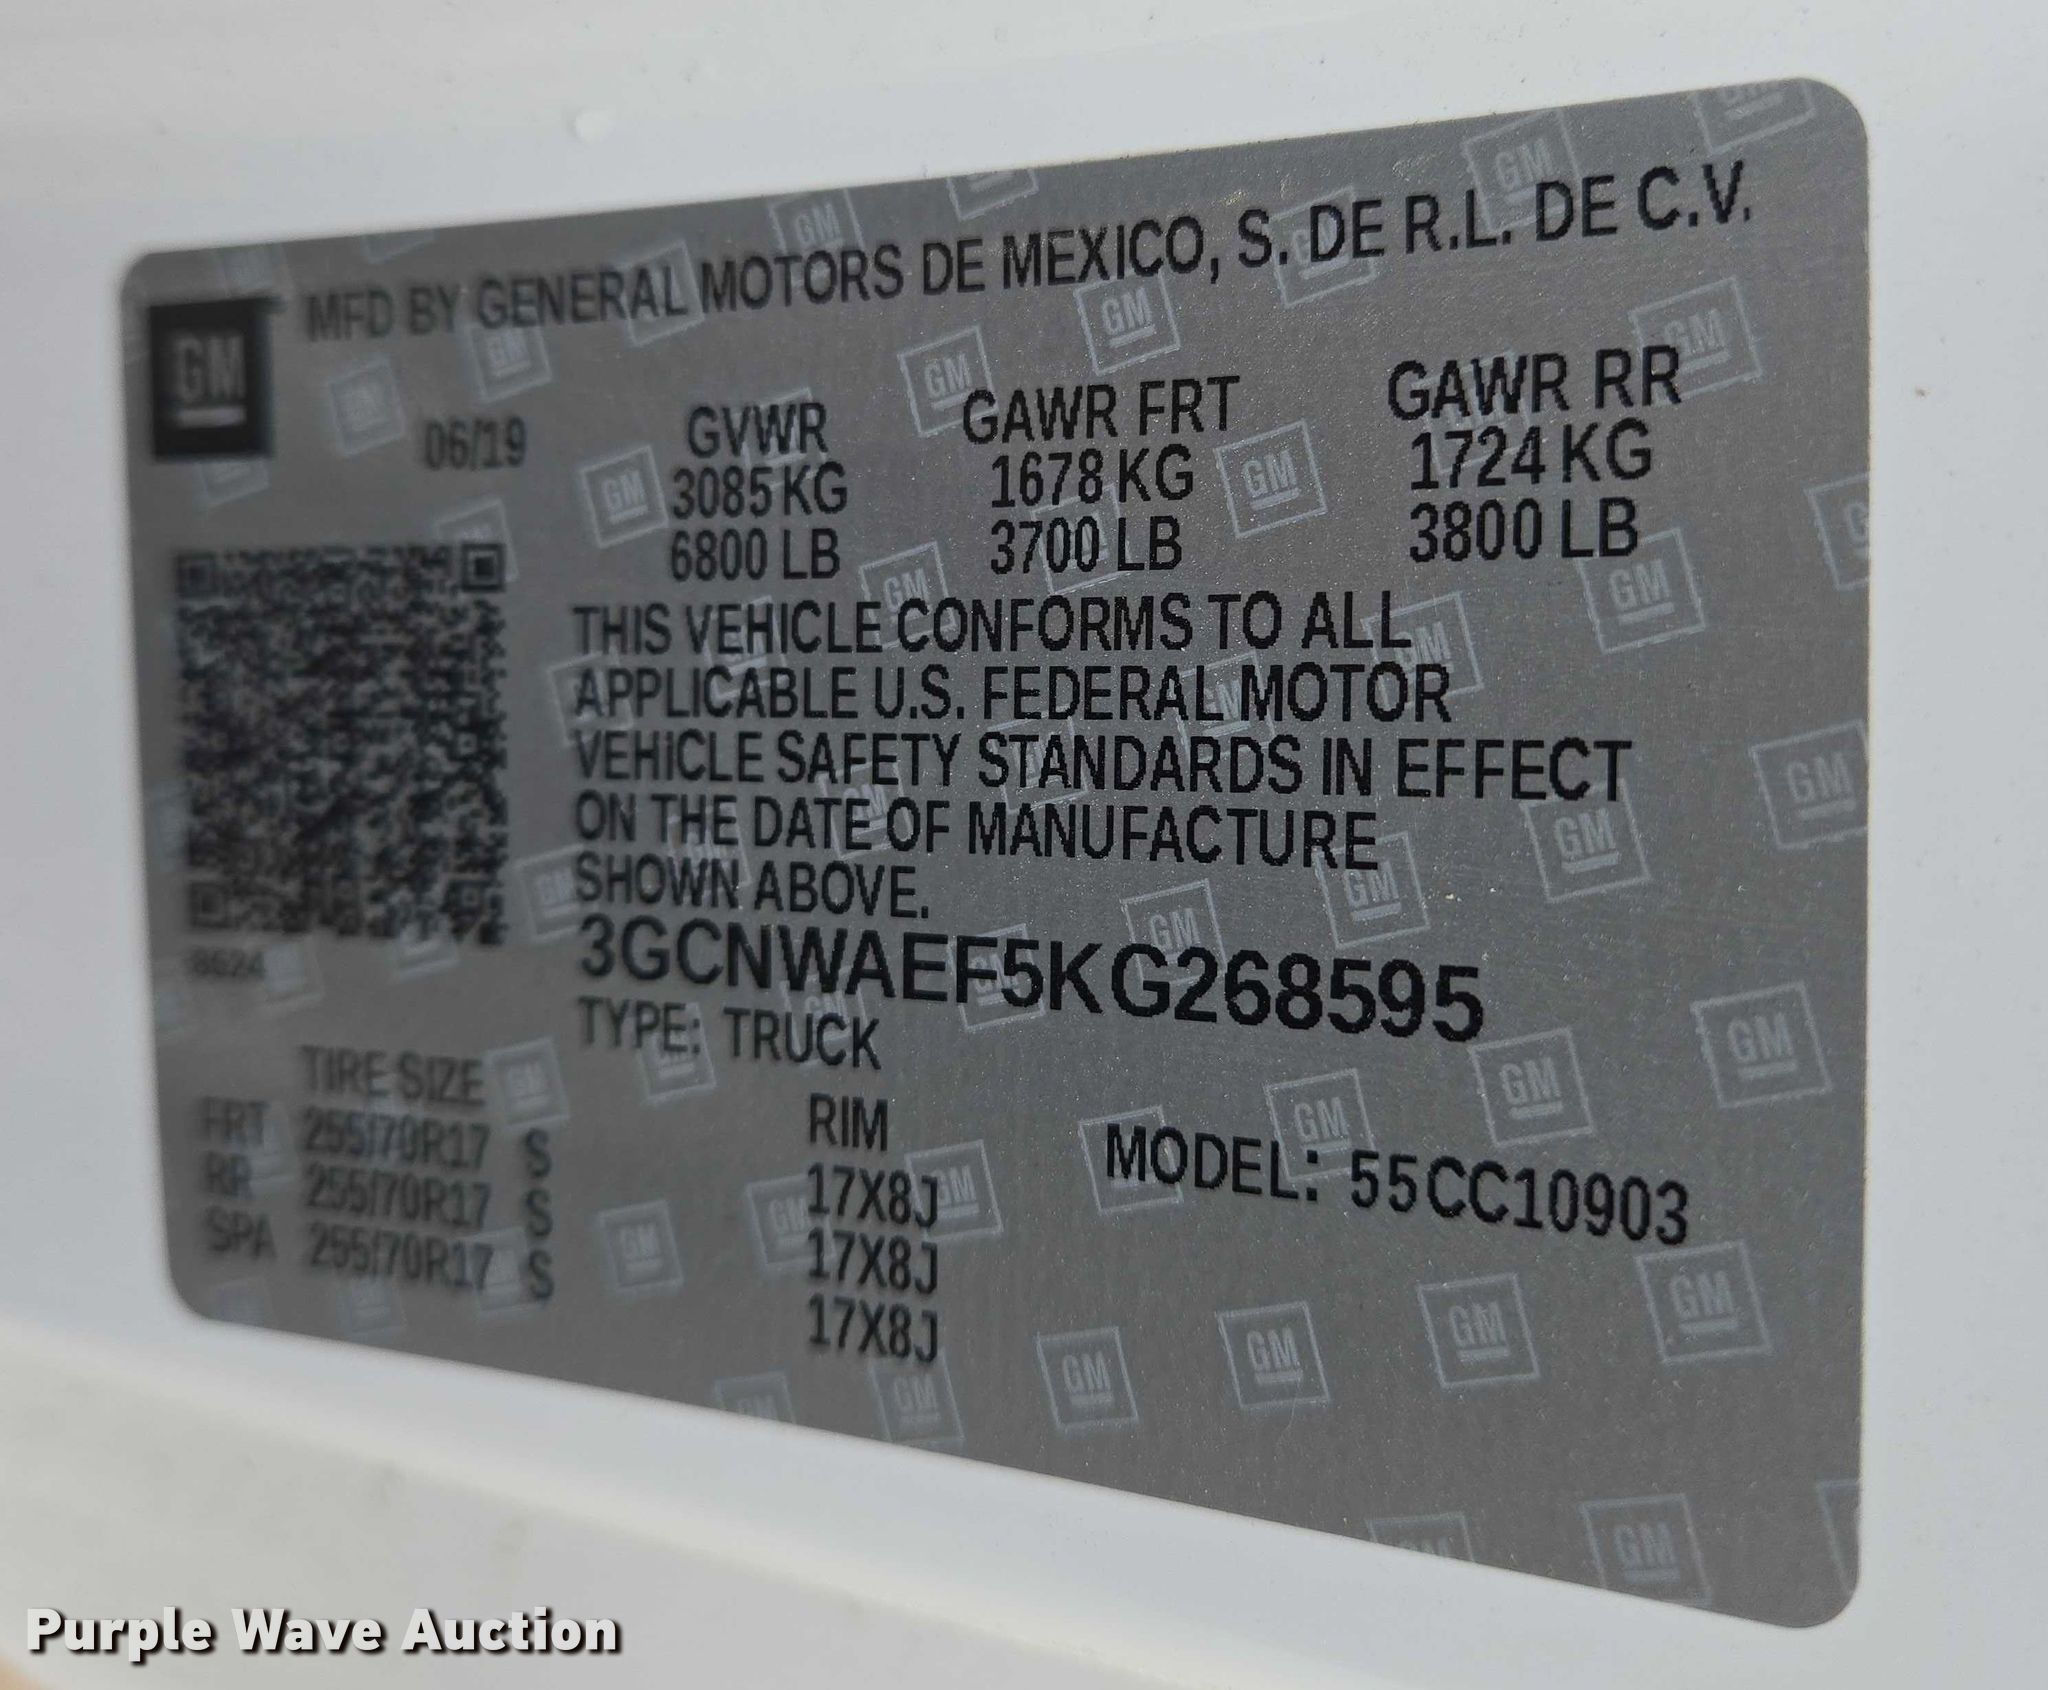 MFD BY GENERAL MOTORS DE MEXICO, S. DE R.L. DE C.V.
GM
06/19 GVWR GAWR FRT GAWR RR
3085 KG 1678 KG 1724 KG
6800 LB 3700 LB 3800 LB
THIS VEHICLE CONFORMS TO ALL
APPLICABLE U.S. FEDERAL MOTOR
VEHICLE SAFETY STANDARDS IN EFFECT
ON THE DATE OF MANUFACTURE
SHOWN ABOVE.
8624
3GCNWAEF5KG268595
TYPE: TRUCK
TIRE SIZE RIM MODEL: 55CC10903
FRT 255/70R17 S 17X8J
RR 255/70R17 S 17X8J
SPA 255/70R17 S 17X8J
Purple Wave Auction